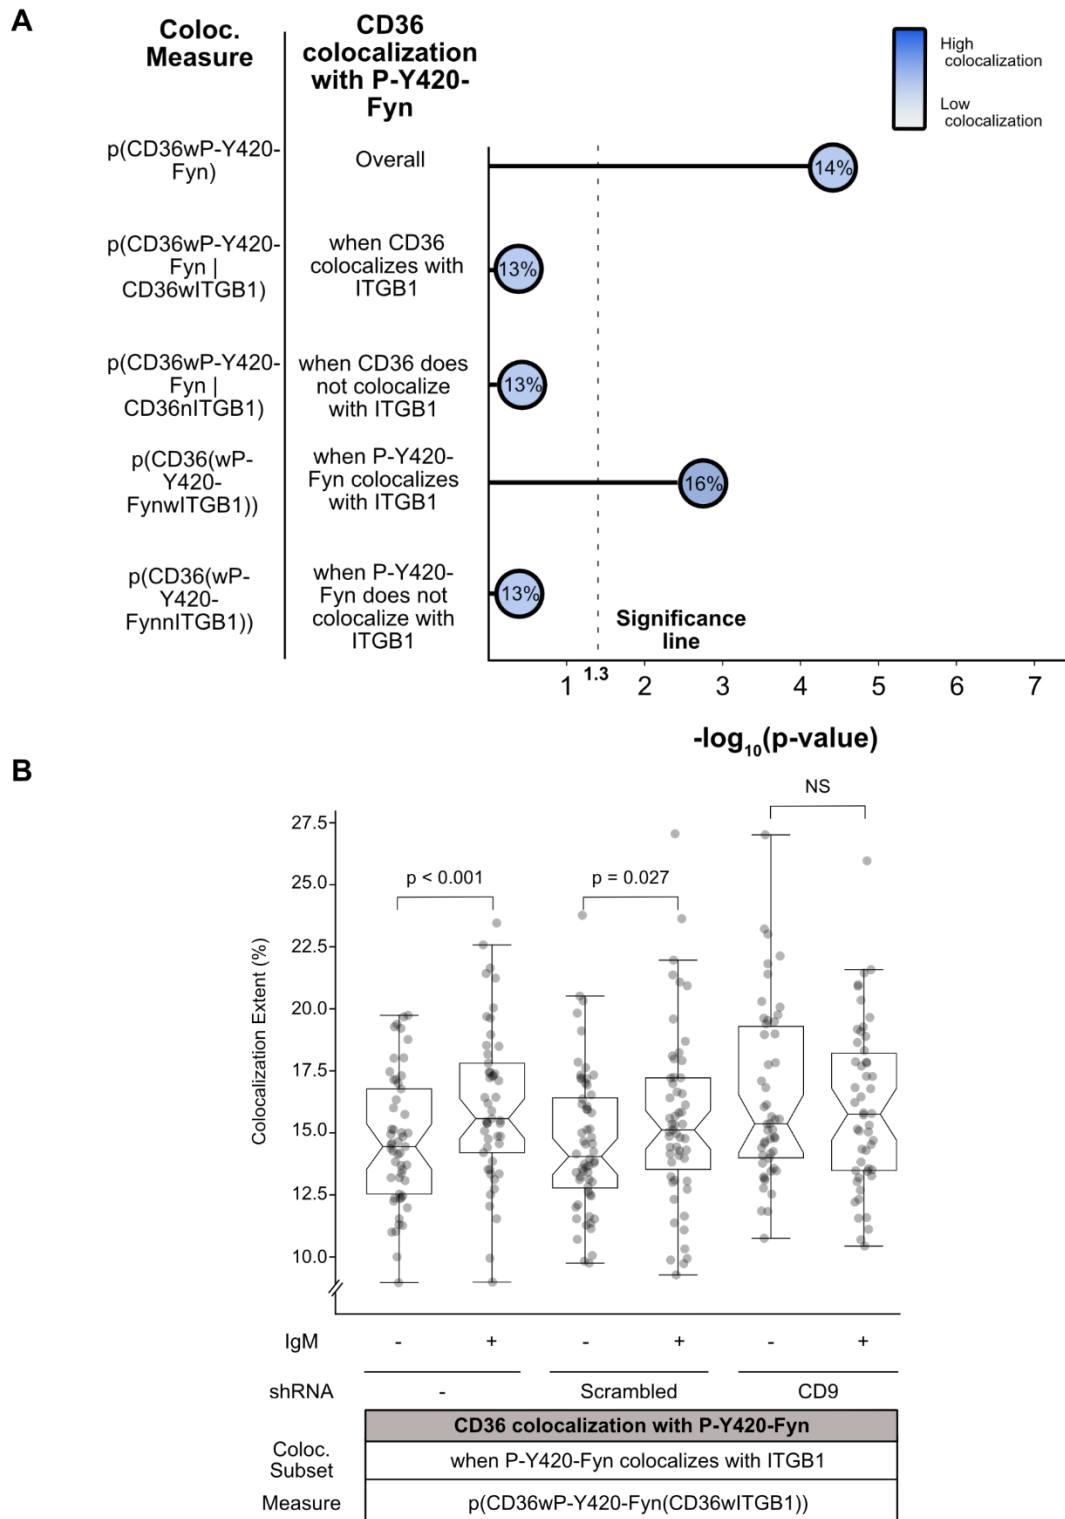 A
Coloc.
Measure
CD36
colocalization
with P-Y420-
Fyn
High
colocalization
Low
colocalization
p(CD36wP-Y420-
Fyn)
Overall
14%
p(CD36wP-Y420-
Fyn |
CD36wITGB1)
when CD36
colocalizes with
ITGB1
13%
p(CD36wP-Y420-
Fyn |
CD36nITGB1)
when CD36 does
not colocalize
with ITGB1
13%
p(CD36(wP-
Y420-
FynwITGB1))
when P-Y420-
Fyn colocalizes
with ITGB1
16%
p(CD36(wP-
Y420-
FynnITGB1))
when P-Y420-
Fyn does not
colocalize with
ITGB1
13%
Significance
line
1 1.3 2 3 4 5 6 7
-log10(p-value)
B
NS
p < 0.001
p = 0.027
27.5
25.0
22.5
20.0
17.5
15.0
12.5
10.0
Colocalization Extent (%)
IgM - + - + - +
shRNA - Scrambled CD9
CD36 colocalization with P-Y420-Fyn
Coloc.
Subset
when P-Y420-Fyn colocalizes with ITGB1
Measure p(CD36wP-Y420-Fyn(CD36wITGB1))